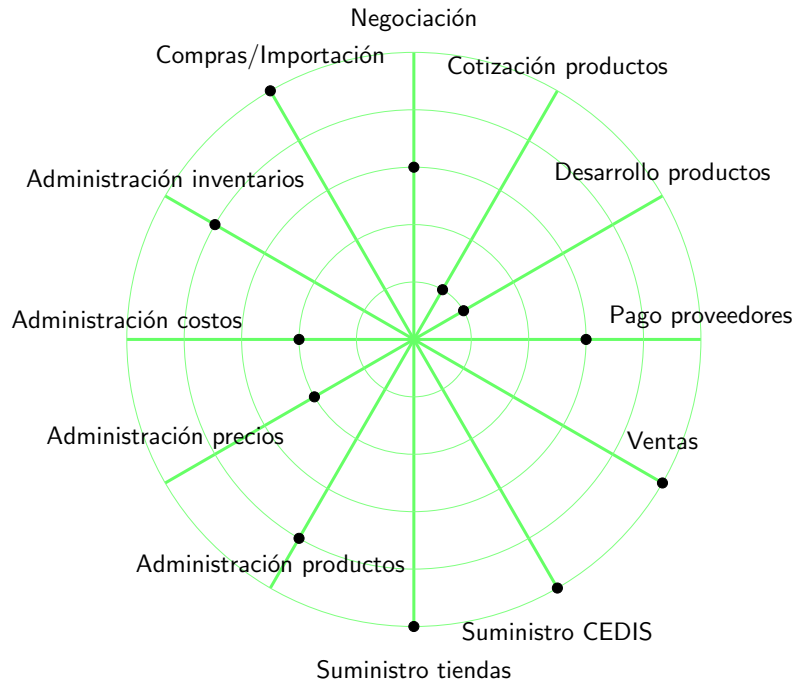 Negociación
Compras/Importación
Cotización productos
Desarrollo productos
Administración inventarios
Pago proveedores
Administración costos
Administración precios
Ventas
Administración productos
Suministro CEDIS
Suministro tiendas